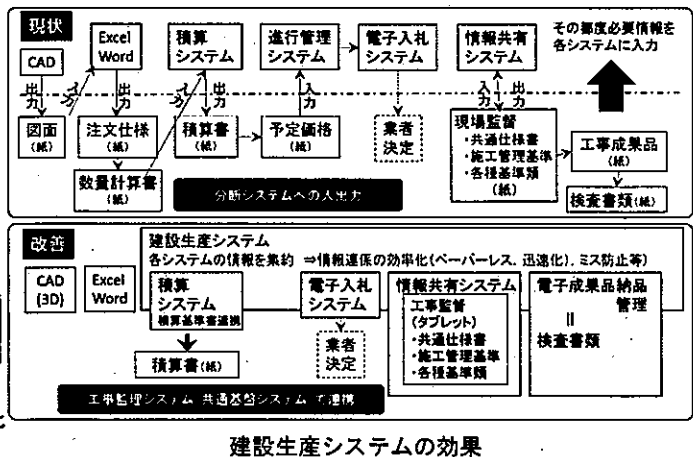 現状
CAD
Excel
Word
積算
システム
進行管理
システム
電子入札
システム
情報共有
システム
その都度必要情報を
各システムに入力
出力
入力
出力
入力
出力
入力
入力
出力
図面
(紙)
注文仕様
(紙)
数量計算書
(紙)
積算書
(紙)
予定価格
(紙)
業者
決定
現場監督
・共通仕様書
・施工管理基準
・各種基準類
(紙)
工事成果品
(紙)
検査書類(紙)
分断システムへの入出力
改善
建設生産システム
各システムの情報を集約 ⇒情報連係の効率化(ペーパーレス、迅速化)、ミス防止等)
CAD
(3D)
Excel
Word
積算
システム
積算基準書連携
積算書(紙)
電子入札
システム
業者
決定
情報共有システム
工事監督
(タブレット)
・共通仕様書
・施工管理基準
・各種基準類
電子成果品納品
管理
||
検査書類
工事監理システム 共通基盤システム で連携
と
建設生産システムの効果